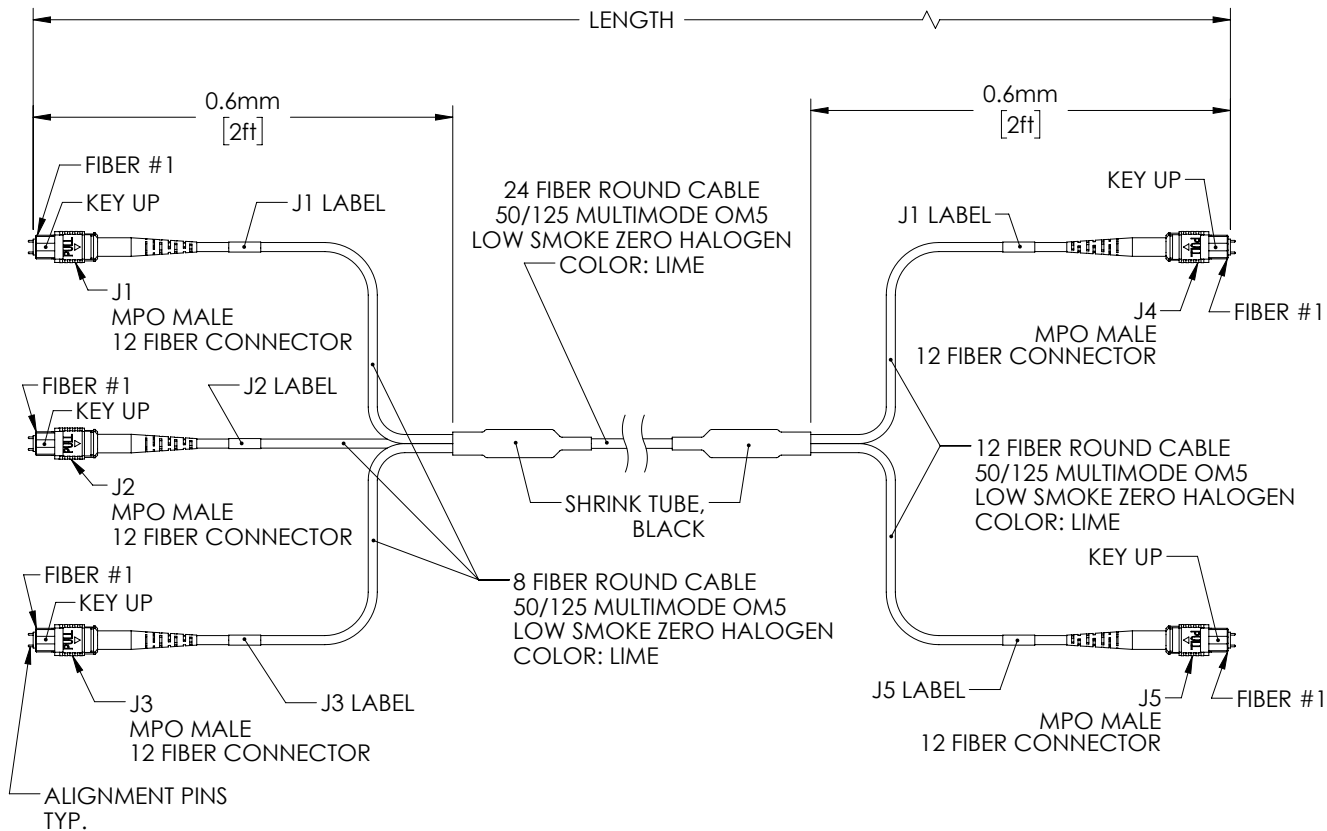 LENGTH
0.6mm
[2ft]
0.6mm
[2ft]
FIBER #1
KEY UP
J1 LABEL
PULL
J1
MPO MALE
12 FIBER CONNECTOR
24 FIBER ROUND CABLE
50/125 MULTIMODE OM5
LOW SMOKE ZERO HALOGEN
COLOR: LIME
KEY UP
J1 LABEL
PULL
FIBER #1
J4
MPO MALE
12 FIBER CONNECTOR
FIBER #1
KEY UP
J2 LABEL
PULL
J2
MPO MALE
12 FIBER CONNECTOR
SHRINK TUBE,
BLACK
12 FIBER ROUND CABLE
50/125 MULTIMODE OM5
LOW SMOKE ZERO HALOGEN
COLOR: LIME
FIBER #1
KEY UP
PULL
J3 LABEL
J3
MPO MALE
12 FIBER CONNECTOR
8 FIBER ROUND CABLE
50/125 MULTIMODE OM5
LOW SMOKE ZERO HALOGEN
COLOR: LIME
KEY UP
PULL
J5 LABEL
FIBER #1
J5
MPO MALE
12 FIBER CONNECTOR
ALIGNMENT PINS
TYP.